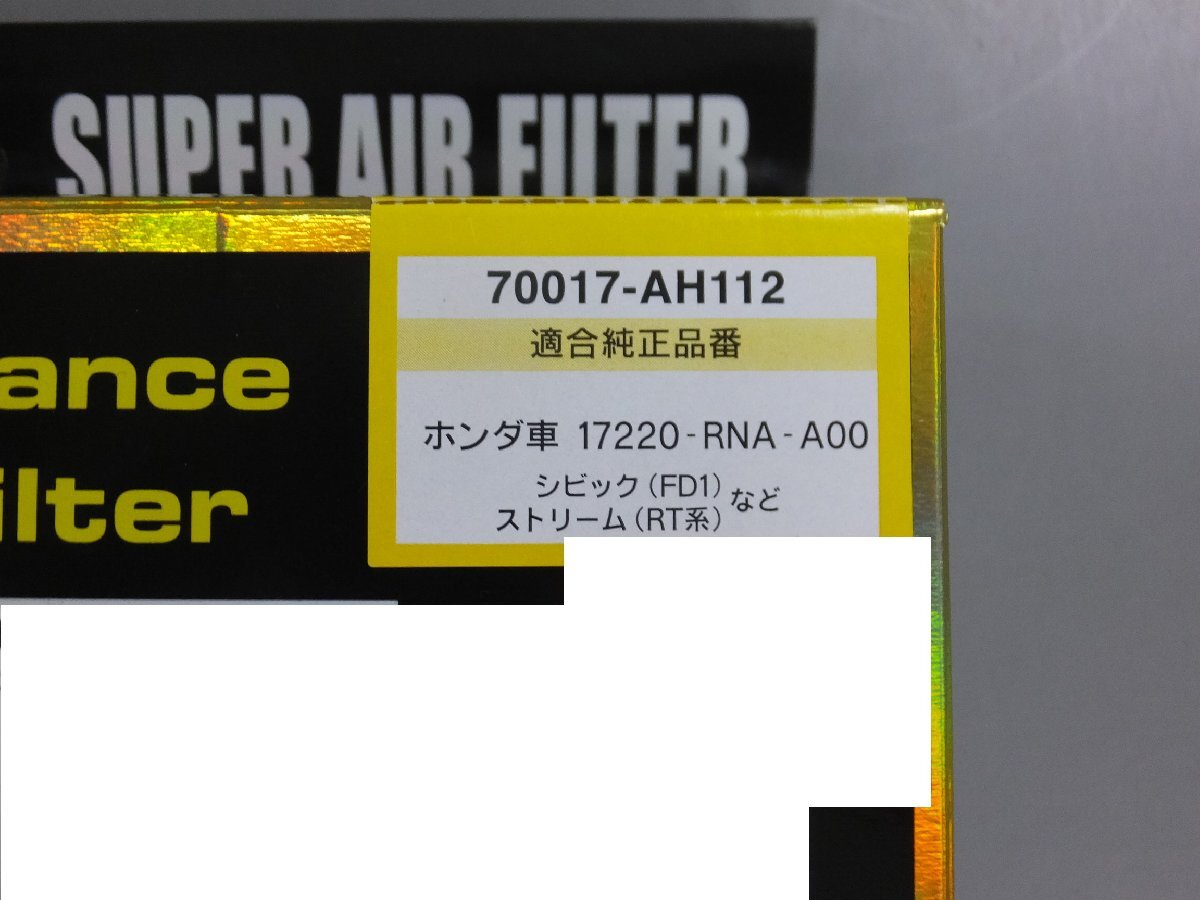 SUPER AIR FILTER
70017-AH112
適合純正品番
ホンダ車 17220-RNA-A00
シビック(FD1)
ストリーム(RT系)
など
ance
ilter